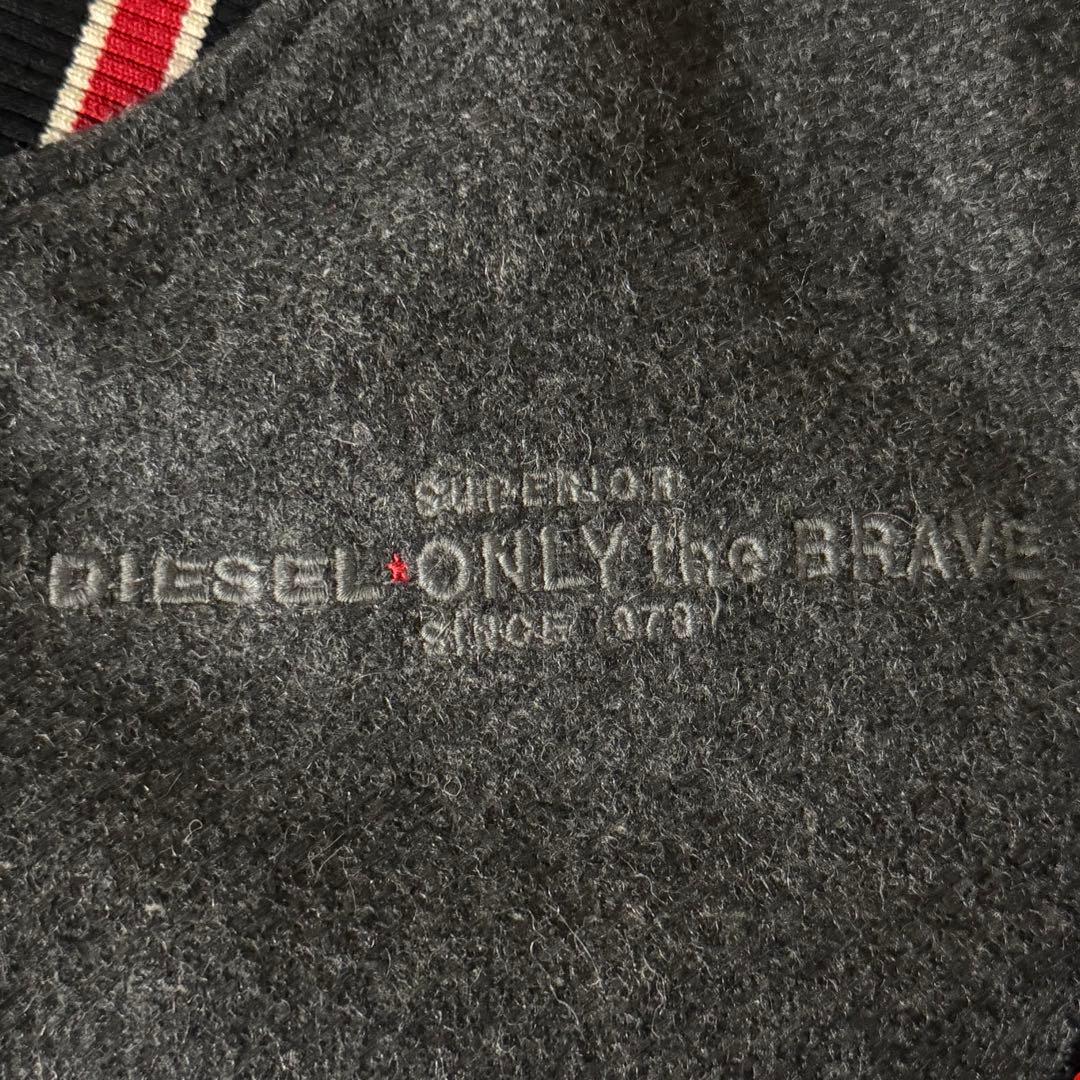 SUPERIOR
DIESEL★ONLY the BRAVE
SINCE 1978